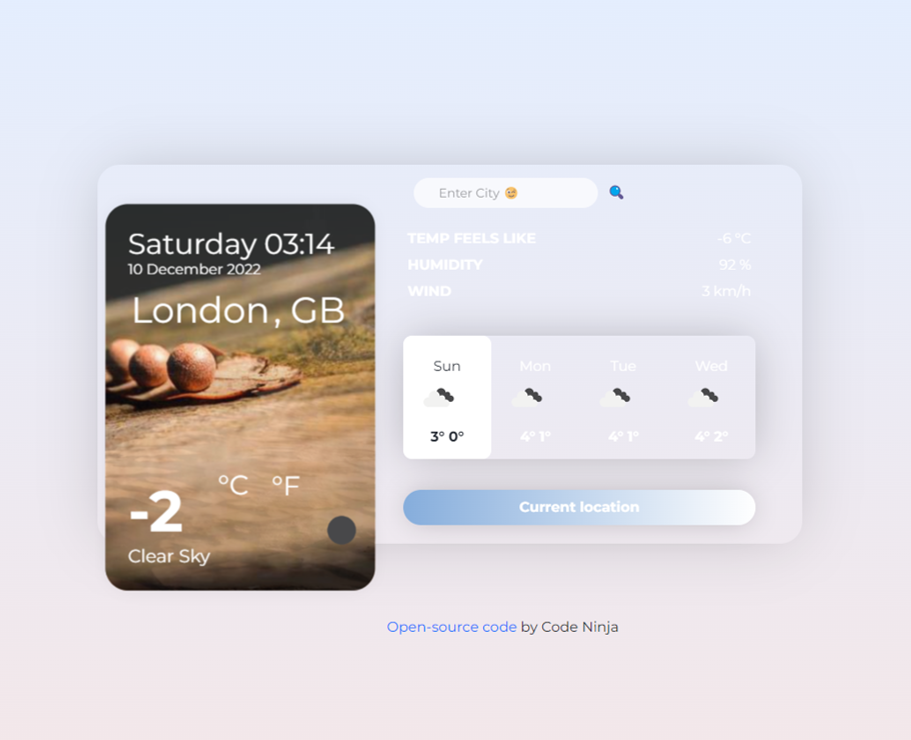 Enter City 😊
Saturday 03:14
10 December 2022
London, GB
-2 °C °F
Clear Sky
TEMP FEELS LIKE -6 °C
HUMIDITY 92 %
WIND 3 km/h
Sun Mon Tue Wed
3° 0° 4° 1° 4° 1° 4° 2°
Current location
Open-source code by Code Ninja